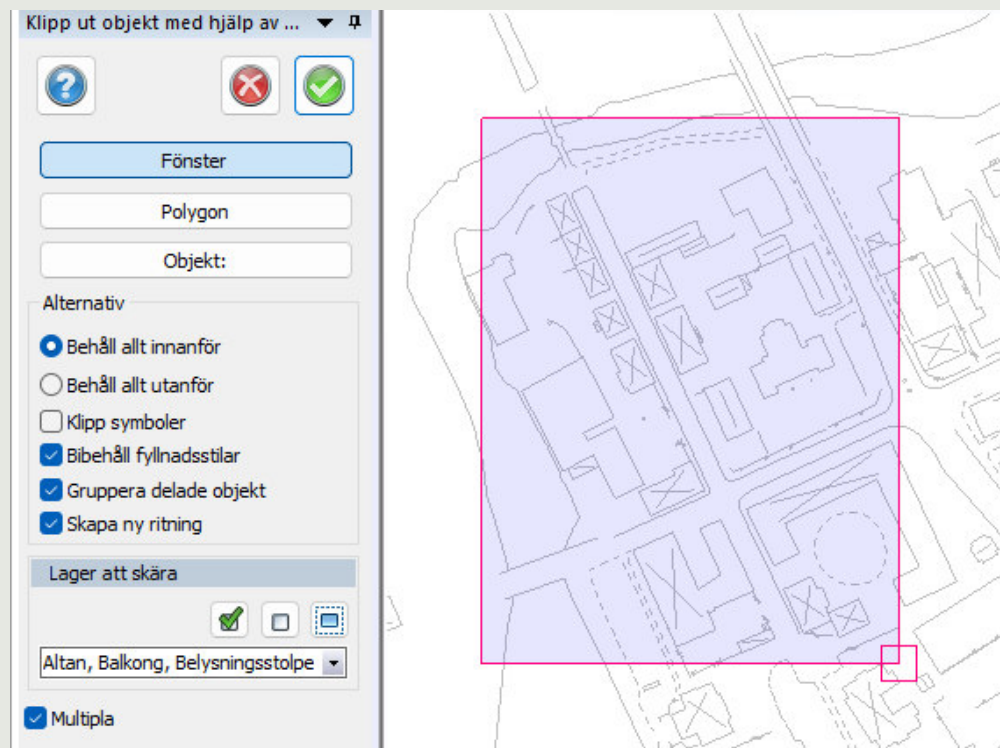 Klipp ut objekt med hjälp av ...
Fönster
Polygon
Objekt:
Alternativ
Behåll allt innanför
Behåll allt utanför
Klipp symboler
Bibehåll fyllnadsstilar
Gruppera delade objekt
Skapa ny ritning
Lager att skära
Altan, Balkong, Belysningsstolpe
Multipla